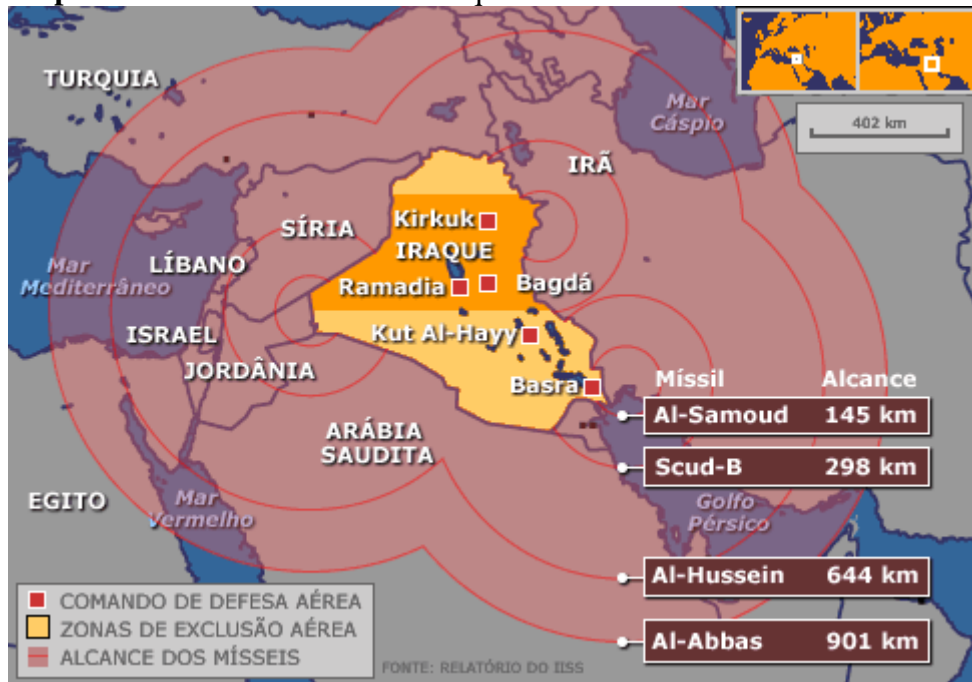 TURQUIA
Mar
Cáspio
402 km
IRÃ
SÍRIA
Kirkuk
IRAQUE
LÍBANO
Mar
Mediterrâneo
Ramadia
Bagdá
ISRAEL
Kut Al-Hayy
JORDÂNIA
Basra
Míssil Alcance
Al-Samoud 145 km
ARÁBIA
SAUDITA
Scud-B 298 km
EGITO
Mar
Vermelho
Golfo
Pérsico
Al-Hussein 644 km
COMANDO DE DEFESA AÉREA
ZONAS DE EXCLUSÃO AÉREA
Al-Abbas 901 km
ALCANCE DOS MÍSSEIS
FONTE: RELATÓRIO DO IISS